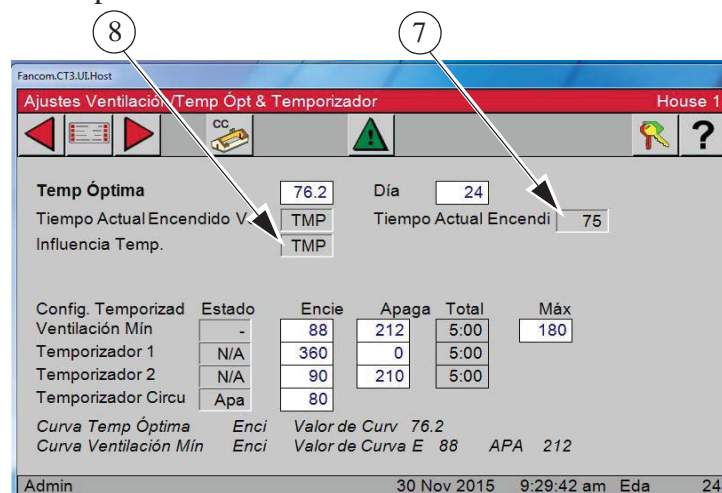 8 7
Fancom.CT3.UI.Host
Ajustes Ventilación/Temp Ópt & Temporizador House 1
CC ?
Temp Óptima 76.2 Día 24
Tiempo Actual Encendido V TMP Tiempo Actual Encendi 75
Influencia Temp. TMP
Config. Temporizad Estado Encie Apaga Total Máx
Ventilación Mín - 88 212 5:00 180
Temporizador 1 N/A 360 0 5:00
Temporizador 2 N/A 90 210 5:00
Temporizador Circu Apa 80
Curva Temp Óptima Enci Valor de Curv 76.2
Curva Ventilación Mín Enci Valor de Curva E 88 APA 212
Admin 30 Nov 2015 9:29:42 am Eda 24